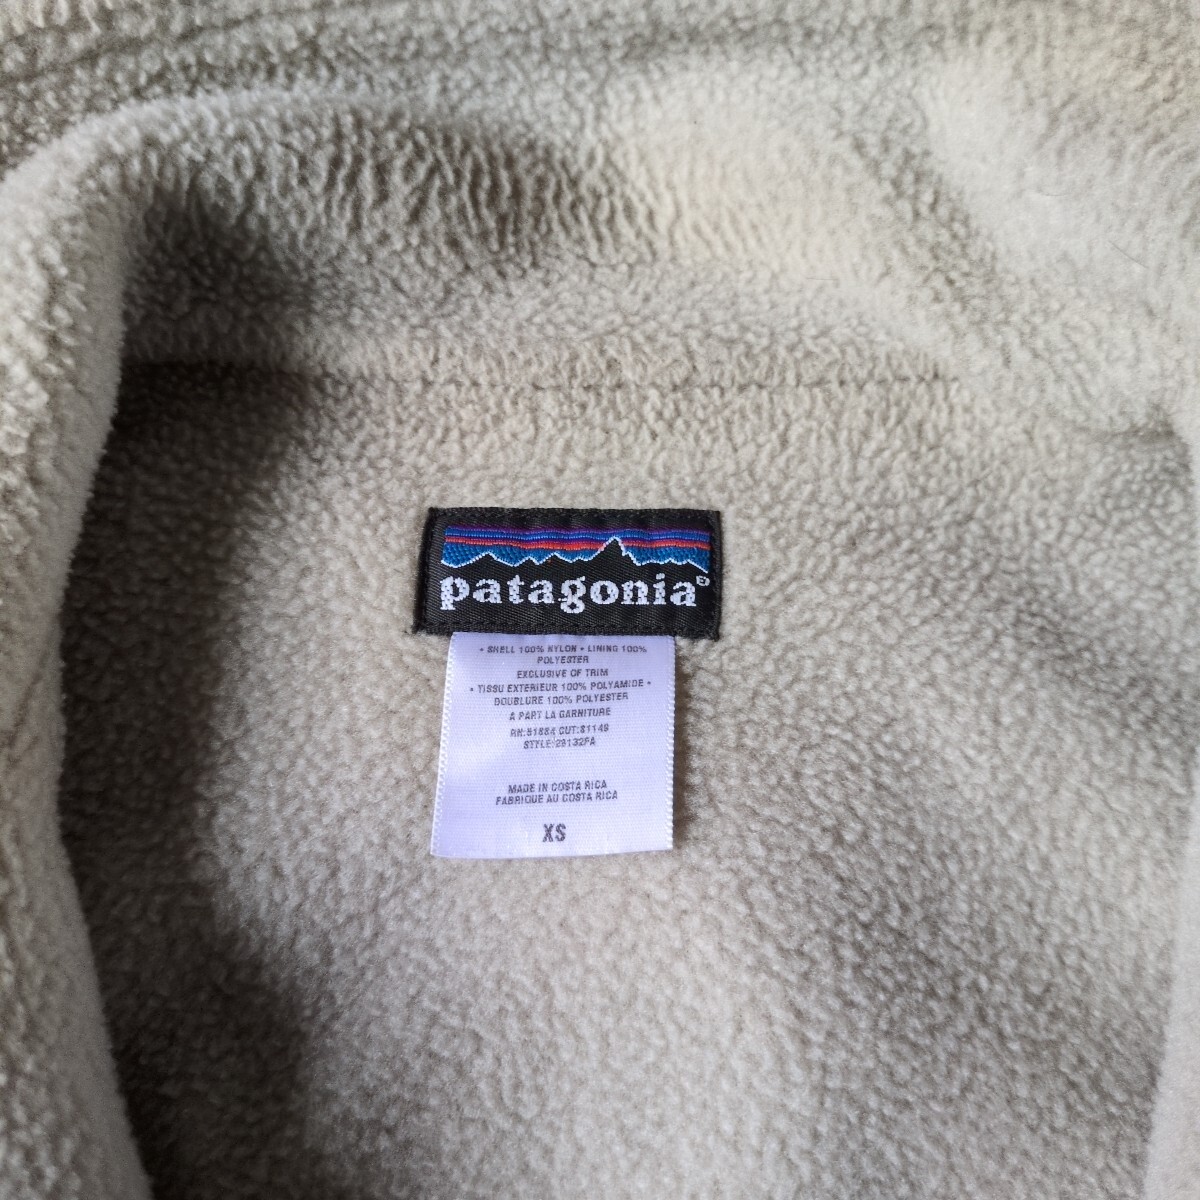 patagonia®
• SHELL 100% NYLON • LINING 100%
POLYESTER
EXCLUSIVE OF TRIM
• TISSU EXTERIEUR 100% POLYAMIDE •
DOUBLURE 100% POLYESTER
A PART LA GARNITURE
RN:51884 CUT:81149
STYLE:28132FA
MADE IN COSTA RICA
FABRIQUE AU COSTA RICA
XS